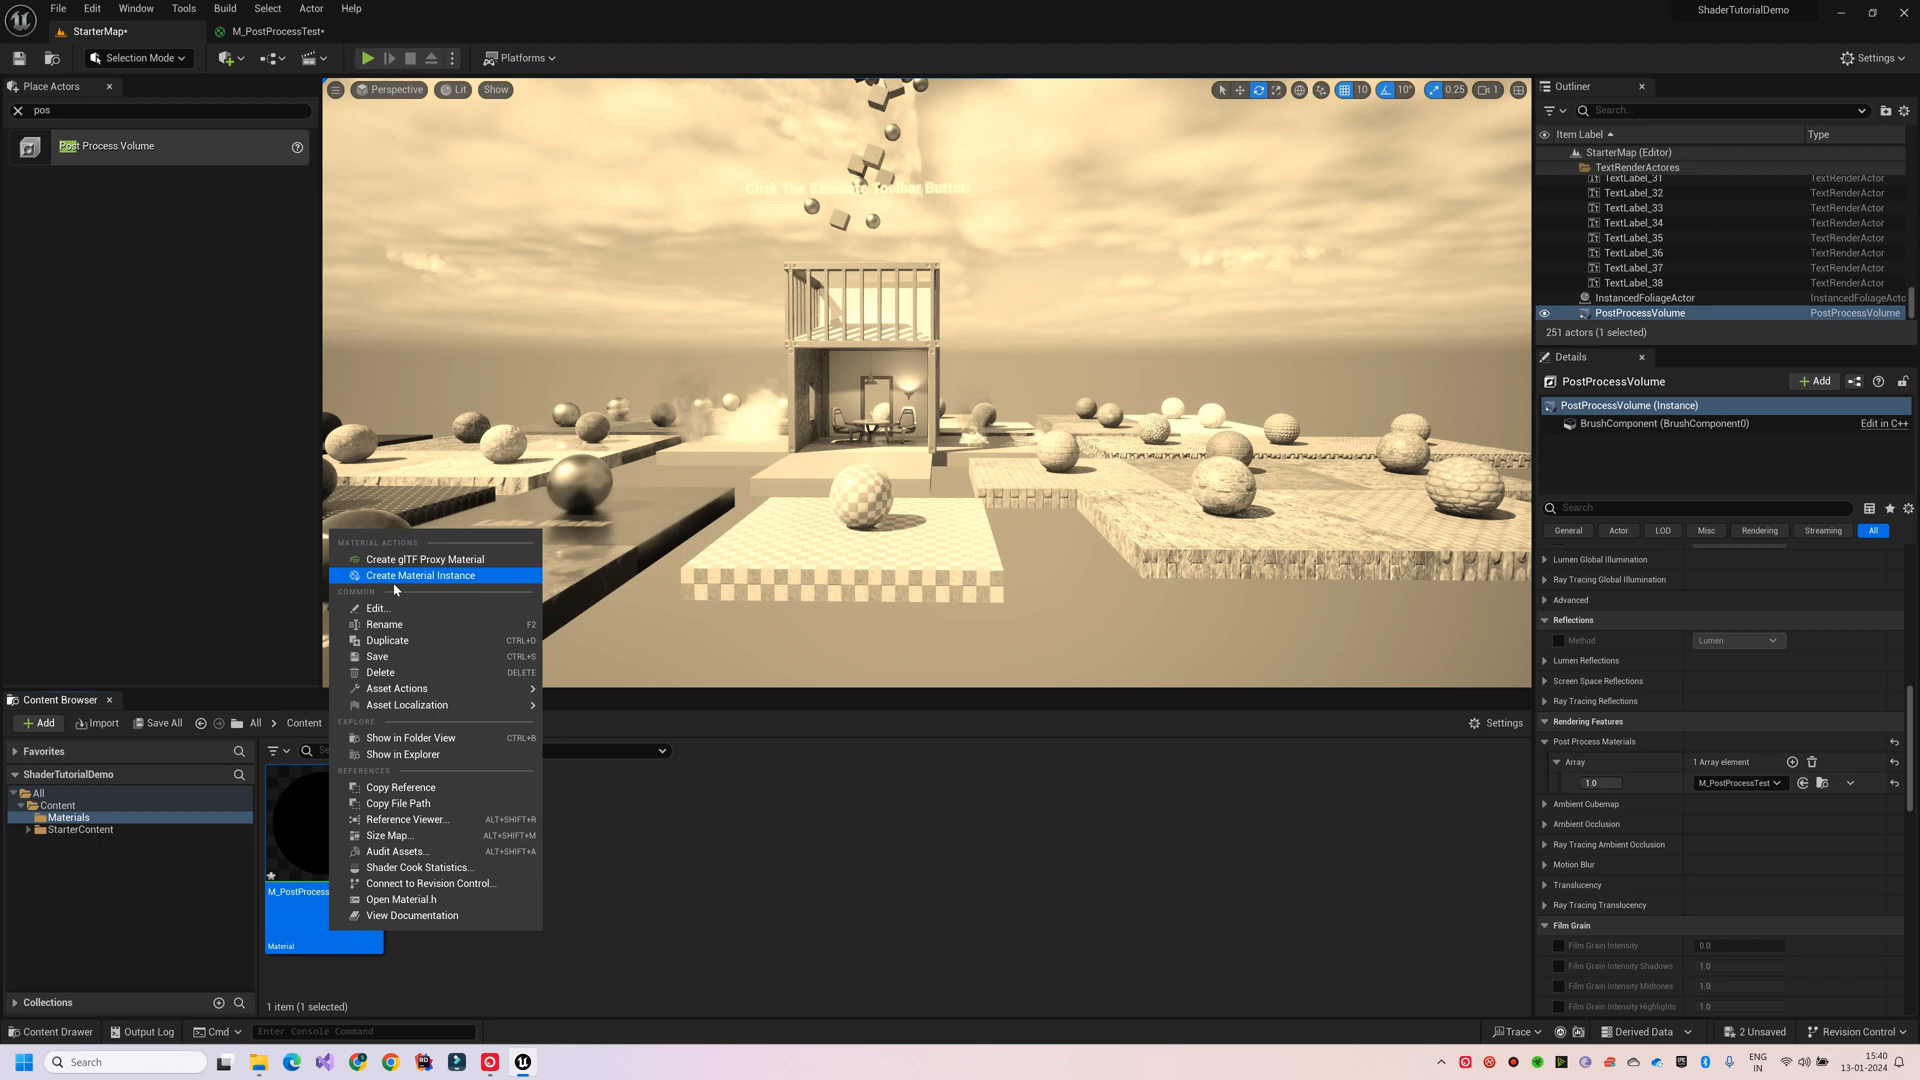 File Edit Window Tools Build Select Actor Help
ShaderTutorialDemo
StarterMap* M_PostProcessTest*
Selection Mode Platforms Settings
Place Actors
pos
Post Process Volume
Perspective Lit Show 10 10° 0.25 1
Click The Simulate Toolbar Button
Outliner
Search...
Item Label Type
StarterMap (Editor)
TextRenderActores
TextLabel_31 TextRenderActor
TextLabel_32 TextRenderActor
TextLabel_33 TextRenderActor
TextLabel_34 TextRenderActor
TextLabel_35 TextRenderActor
TextLabel_36 TextRenderActor
TextLabel_37 TextRenderActor
TextLabel_38 TextRenderActor
InstancedFoliageActor InstancedFoliageActo
PostProcessVolume PostProcessVolume
251 actors (1 selected)
Details
PostProcessVolume Add
PostProcessVolume (Instance)
BrushComponent (BrushComponent0) Edit in C++
Search
General Actor LOD Misc Rendering Streaming All
Lumen Global Illumination
Ray Tracing Global Illumination
Advanced
Reflections
Method Lumen
Lumen Reflections
Screen Space Reflections
Ray Tracing Reflections
Rendering Features
Post Process Materials
Array 1 Array element
1.0 M_PostProcessTest
Ambient Cubemap
Ambient Occlusion
Ray Tracing Ambient Occlusion
Motion Blur
Translucency
Ray Tracing Translucency
Film Grain
Film Grain Intensity 0.0
Film Grain Intensity Shadows 1.0
Film Grain Intensity Midtones 1.0
Film Grain Intensity Highlights 1.0
MATERIAL ACTIONS
Create glTF Proxy Material
Create Material Instance
COMMON
Edit...
Rename F2
Duplicate CTRL+D
Save CTRL+S
Delete DELETE
Asset Actions
Asset Localization
EXPLORE
Show in Folder View CTRL+B
Show in Explorer
REFERENCES
Copy Reference
Copy File Path
Reference Viewer... ALT+SHIFT+R
Size Map... ALT+SHIFT+M
Audit Assets... ALT+SHIFT+A
Shader Cook Statistics...
Connect to Revision Control...
Open Material.h
View Documentation
Content Browser
Add Import Save All All Content Settings
Favorites
ShaderTutorialDemo
All
Content
Materials
StarterContent
Collections
M_PostProcess
Material
1 item (1 selected)
Content Drawer Output Log Cmd Enter Console Command Trace Derived Data 2 Unsaved Revision Control
Search
ENG
IN
15:40
13-01-2024